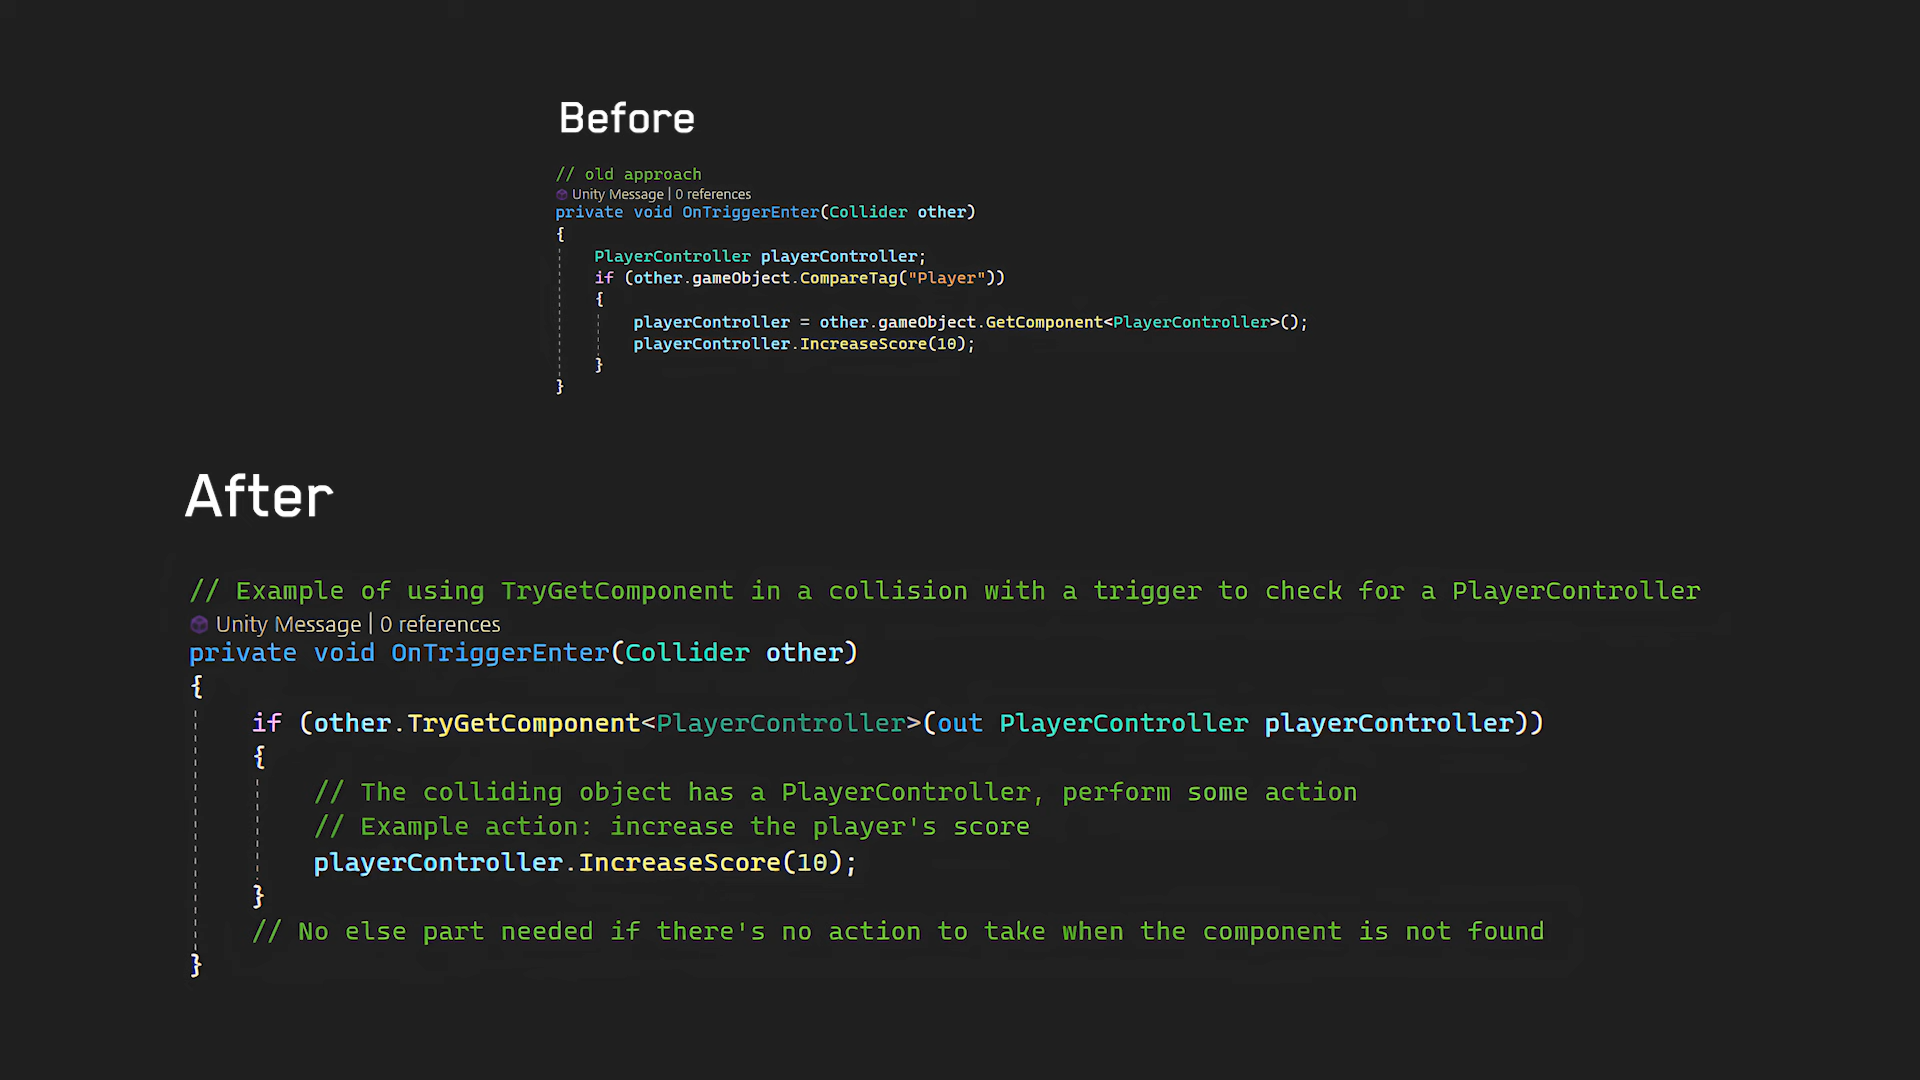 Before
// old approach
Unity Message | 0 references
private void OnTriggerEnter(Collider other)
{
PlayerController playerController;
if (other.gameObject.CompareTag("Player"))
{
playerController = other.gameObject.GetComponent<PlayerController>();
playerController.IncreaseScore(10);
}
}
After
// Example of using TryGetComponent in a collision with a trigger to check for a PlayerController
Unity Message | 0 references
private void OnTriggerEnter(Collider other)
{
if (other.TryGetComponent<PlayerController>(out PlayerController playerController))
{
// The colliding object has a PlayerController, perform some action
// Example action: increase the player's score
playerController.IncreaseScore(10);
}
// No else part needed if there's no action to take when the component is not found
}